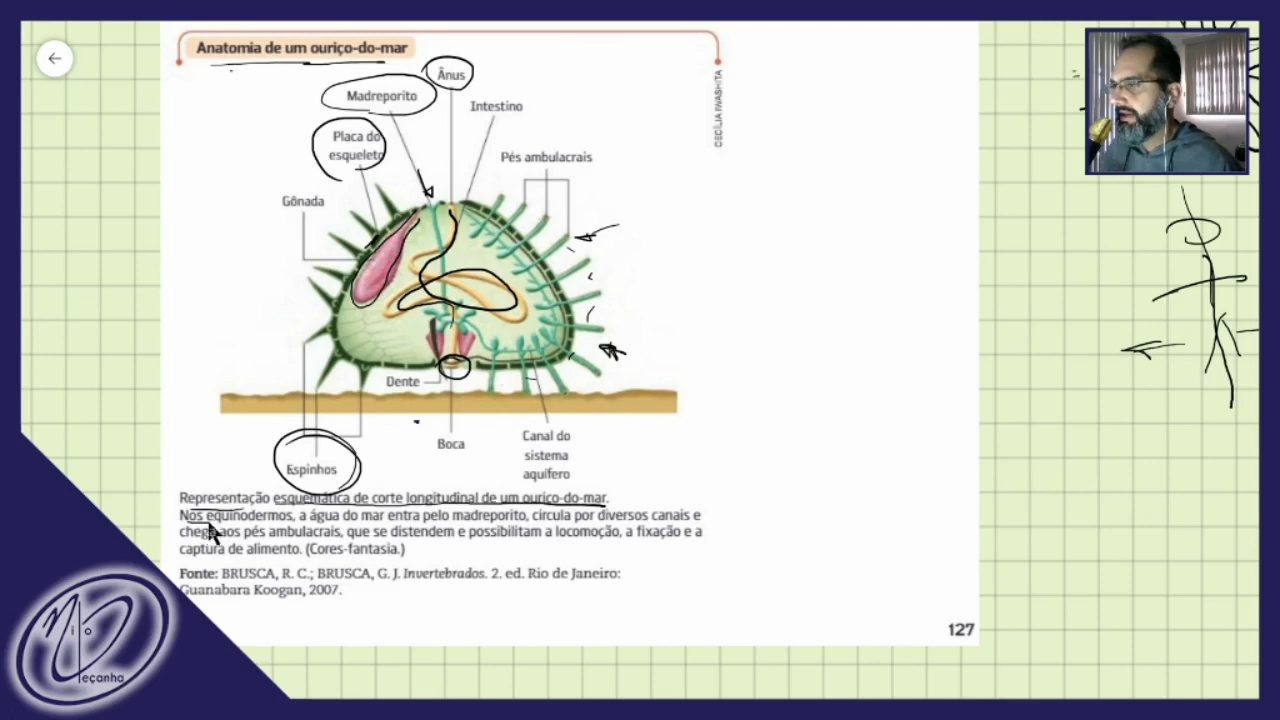 Anatomia de um ouriço-do-mar
Ânus
Madreporito
Intestino
Placa do
esqueleto
Pés ambulacrais
Gônada
CECÍLIA IWASHITA
Dente
Boca
Canal do
sistema
aquífero
Espinhos
Representação esquemática de corte longitudinal de um ouriço-do-mar.
Nos equinodermos, a água do mar entra pelo madreporito, circula por diversos canais e
chega aos pés ambulacrais, que se distendem e possibilitam a locomoção, a fixação e a
captura de alimento. (Cores-fantasia.)
Fonte: BRUSCA, R. C.; BRUSCA, G. J. Invertebrados. 2. ed. Rio de Janeiro:
Guanabara Koogan, 2007.
127
eçanha